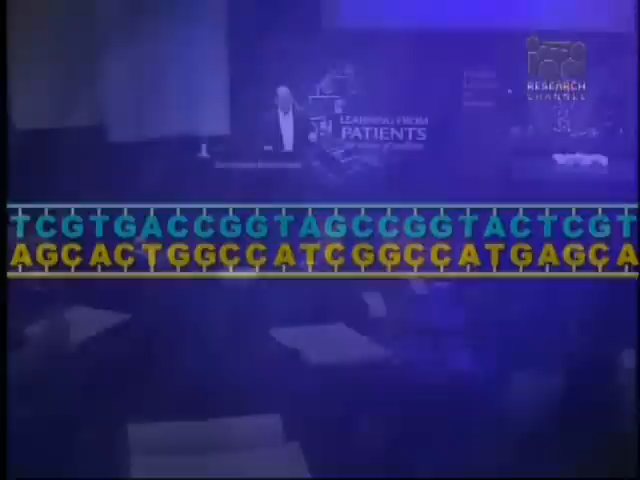 RESEARCH
CHANNEL
LEARNING FROM
PATIENTS
TCGTGACCGGTAGCCGGTACTCGT
AGCACTGGCCATCGGCCATGAGCA